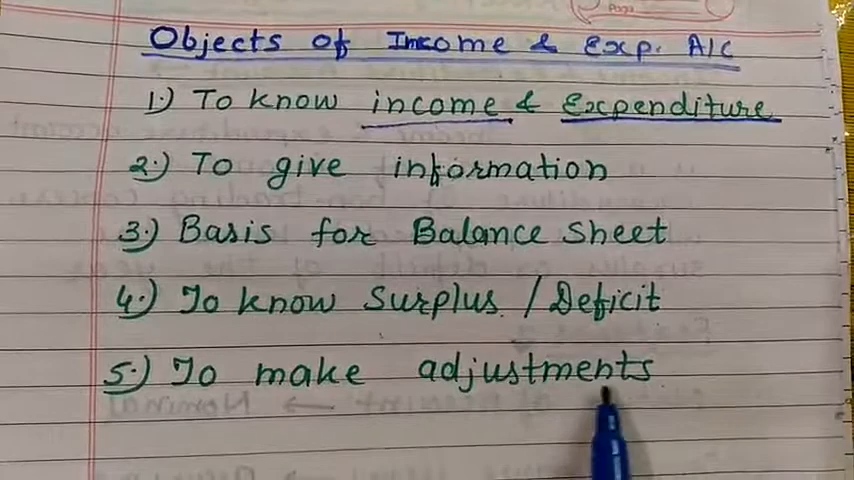 Page
Objects of Income & Exp. A/C
1.) To know income & Expenditure
2.) To give information
3.) Basis for Balance Sheet
4.) To know Surplus / Deficit
5.) To make adjustments